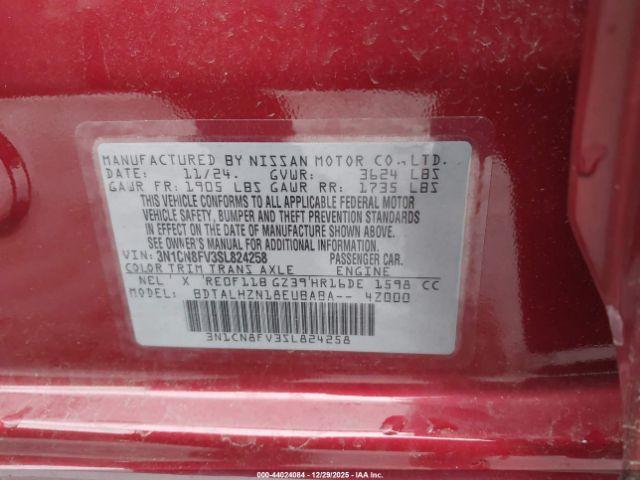 MANUFACTURED BY NISSAN MOTOR CO.,LTD.
DATE: 11/24. GVWR: 3624 LBS
GAWR FR: 1905 LBS GAWR RR: 1735 LBS
THIS VEHICLE CONFORMS TO ALL APPLICABLE FEDERAL MOTOR
VEHICLE SAFETY, BUMPER AND THEFT PREVENTION STANDARDS
IN EFFECT ON THE DATE OF MANUFACTURE SHOWN ABOVE.
SEE OWNER'S MANUAL FOR ADDITIONAL INFORMATION.
VIN: 3N1CN8FV3SL824258 PASSENGER CAR.
COLOR TRIM TRANS AXLE ENGINE
NEL' X 'RE0F11B GZ39'HR16DE 1598 CC
MODEL: BDTALHZN18EUBABA-- 4Z000
3N1CN8FV3SL824258
000-44024084 - 12/29/2025 - IAA Inc.